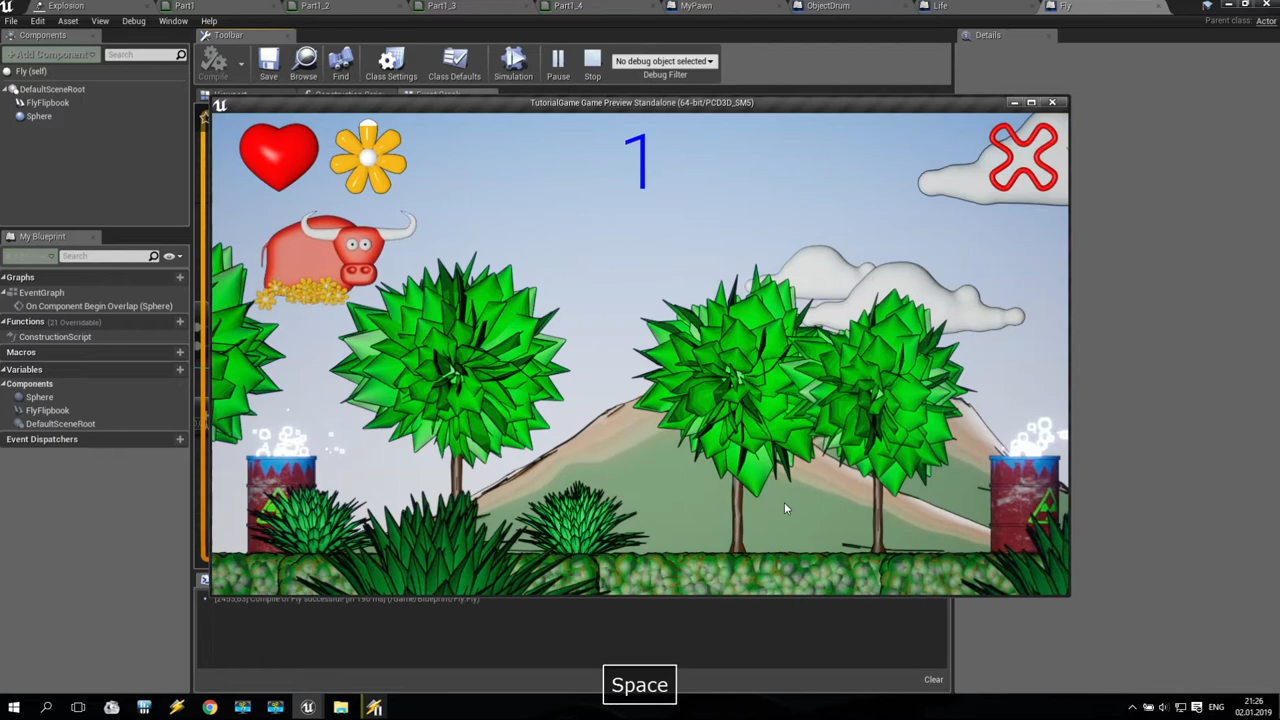 Explosion Part1 Part1_2 Part1_3 Part1_4 MyPawn ObjectDrum Life Fly
File Edit Asset View Debug Window Help Parent class: Actor
Components Toolbar Details
+Add Component Search
Compile Save Browse Find Class Settings Class Defaults Simulation Pause Stop No debug object selected
Debug Filter
Fly (self)
DefaultSceneRoot
FlyFlipbook
Sphere
TutorialGame Game Preview Standalone (64-bit/PCD3D_SM5)
1
My Blueprint
Search
Graphs
EventGraph
On Component Begin Overlap (Sphere)
Functions (21 Overridable)
ConstructionScript
Macros
Variables
Components
Sphere
FlyFlipbook
DefaultSceneRoot
Event Dispatchers
Clear
Space
ENG
21:26
02.01.2019